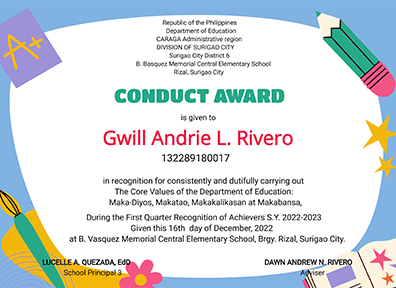 A+
Republic of the Philippines
Department of Education
CARAGA Administrative region
DIVISION OF SURIGAO CITY
Surigao City District 6
B. Basquez Memorial Central Elementary School
Rizal, Surigao City
CONDUCT AWARD
is given to
Gwill Andrie L. Rivero
132289180017
in recognition for consistently and dutifully carrying out
The Core Values of the Department of Education:
Maka-Diyos, Makatao, Makakalikasan at Makabansa,
During the First Quarter Recognition of Achievers S.Y. 2022-2023
Given this 16th day of December, 2022
at B. Vasquez Memorial Central Elementary School, Brgy. Rizal, Surigao City.
LUCELLE A. QUEZADA, EdD
School Principal 3
DAWN ANDREW N. RIVERO
Adviser